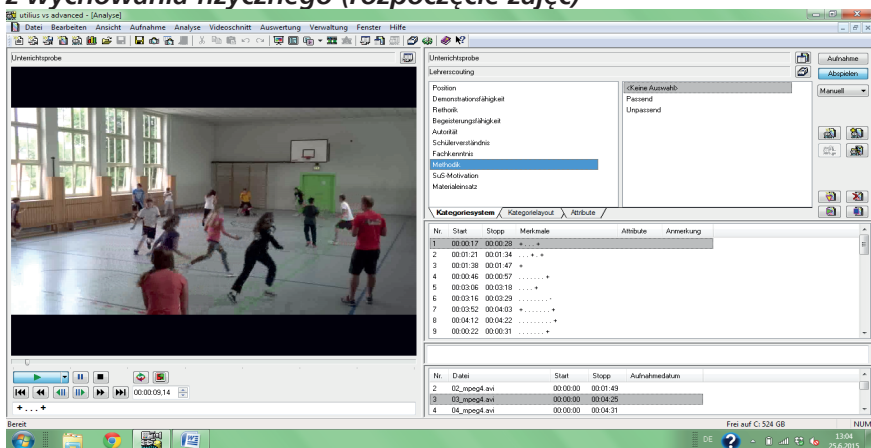 z wychowania fizycznego (rozpoczęcie zajęć)
utilius vs advanced - [Analyse]
Datei Bearbeiten Ansicht Aufnahme Analyse Videoschnitt Auswertung Verwaltung Fenster Hilfe
Unterrichtsprobe
Unterrichtsprobe
Lehrerscouting
Position
Demonstrationsfähigkeit
Rethorik
Begeisterungsfähigkeit
Autorität
Schülerverständnis
Fachkenntnis
Methodik
SuS-Motivation
Materialeinsatz
<Keine Auswahl>
Passend
Unpassend
Aufnahme
Abspielen
Manuell
Kategoriesystem Kategorielayout Attribute
Nr. Start Stopp Merkmale Attribute Anmerkung
1 00:00:17 00:00:28 + . . . +
2 00:01:21 00:01:34 . . . + . +
3 00:01:38 00:01:47 +
4 00:00:46 00:00:57 . . . . . . . +
5 00:03:06 00:03:18 . . . . +
6 00:03:16 00:03:29 . . . . . . . . -
7 00:03:52 00:04:03 + . . . . . . . +
8 00:04:12 00:04:22 . . . . . . . . . +
9 00:00:22 00:00:31 . . . . . . . +
00:00:09,14
+ . . . +
Nr. Datei Start Stopp Aufnahmedatum
2 02_mpeg4.avi 00:00:00 00:01:49
3 03_mpeg4.avi 00:00:00 00:04:25
4 04_mpeg4.avi 00:00:00 00:04:31
Bereit
Frei auf C: 524 GB NUM
DE
13:04
25.6.2015